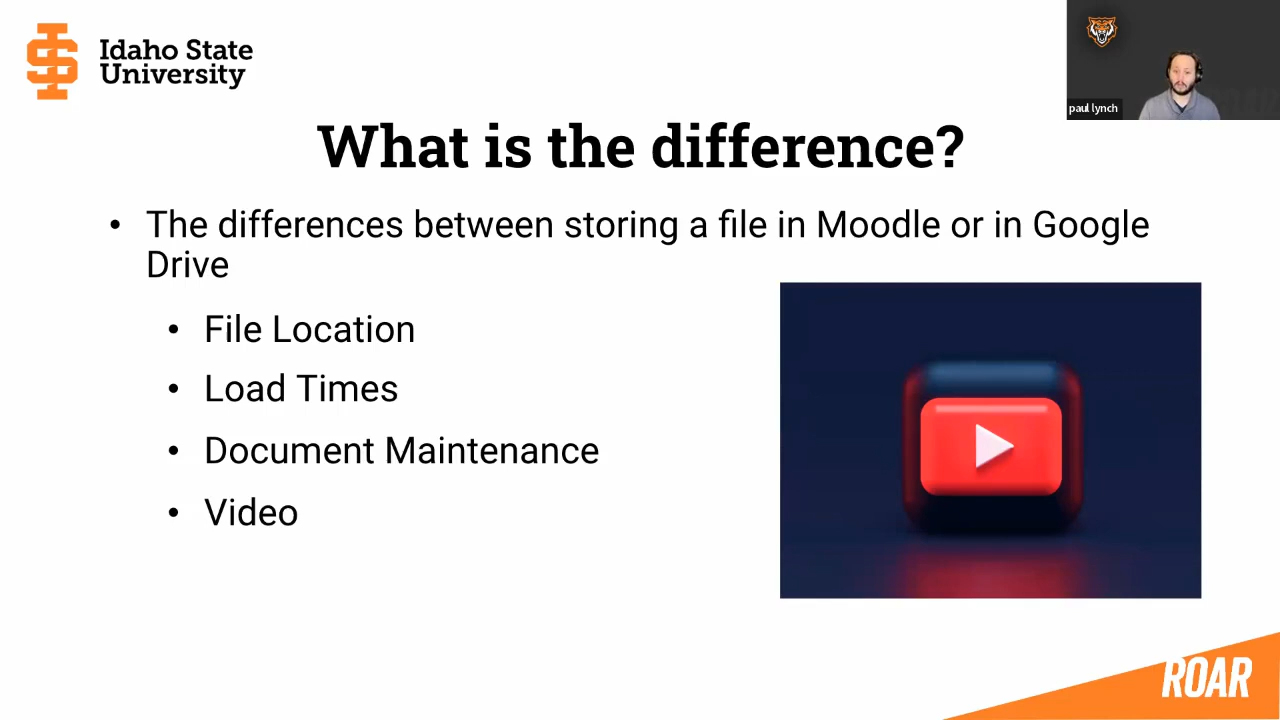 Idaho State
University
paul lynch
What is the difference?
• The differences between storing a file in Moodle or in Google
Drive
• File Location
• Load Times
• Document Maintenance
• Video
ROAR